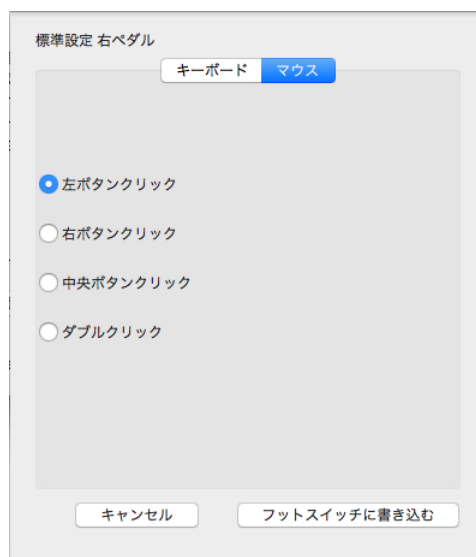 標準設定 右ペダル
キーボード マウス
左ボタンクリック
右ボタンクリック
中央ボタンクリック
ダブルクリック
キャンセル フットスイッチに書き込む